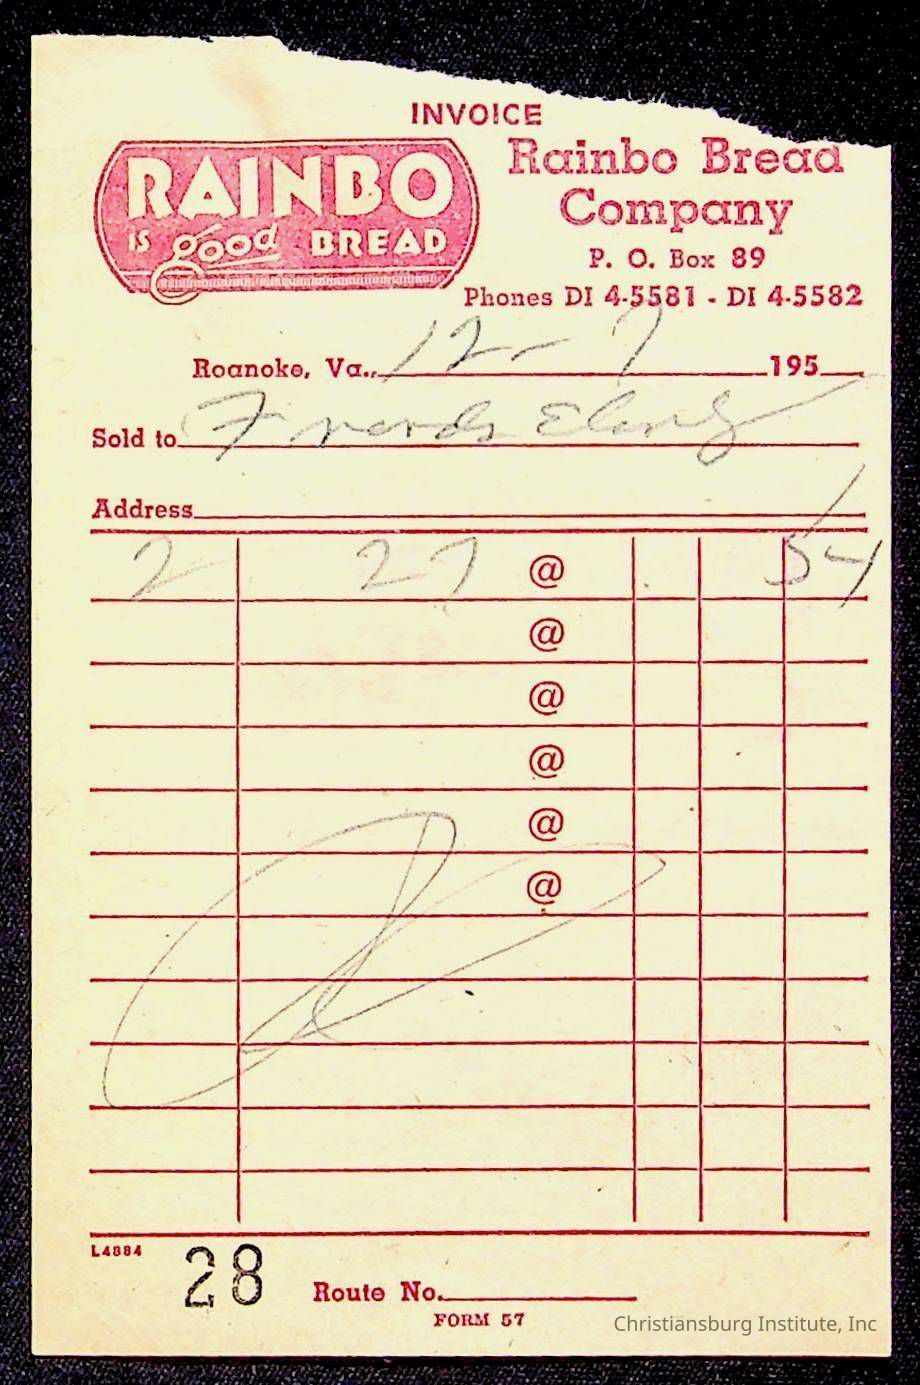 INVOICE
RAINBO
IS good BREAD
Rainbo Bread
Company
P. O. Box 89
Phones DI 4-5581 - DI 4-5582
Roanoke, Va., 12 - 7 195
Sold to
Address
2 27 @ 54
@
@
@
@
@
L4884
28 Route No.
FORM 57
Christiansburg Institute, Inc